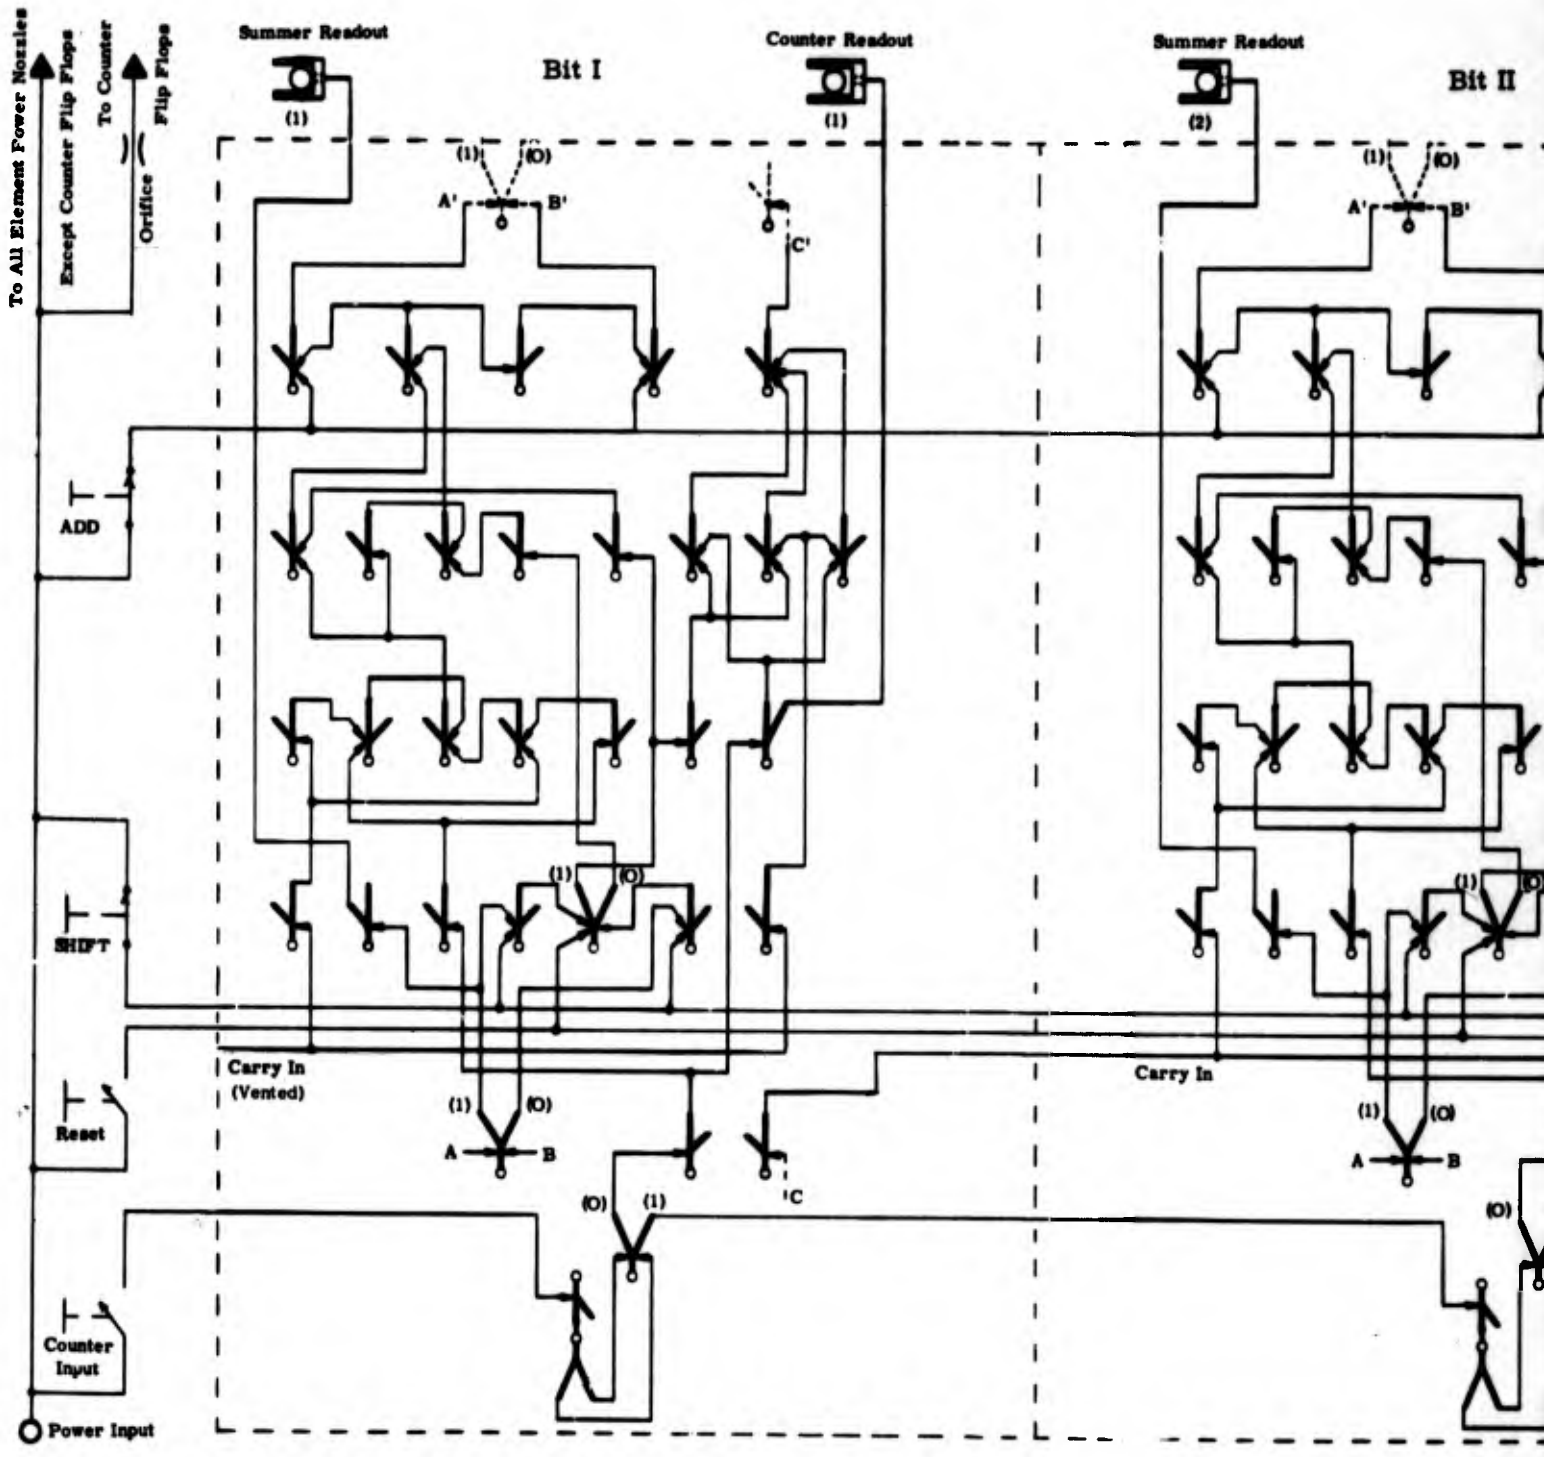 To All Element Power Nozzles
Except Counter Flip Flops
To Counter
Flip Flops
Orifice
Summer Readout
(1)
Bit I
Counter Readout
(1)
Summer Readout
(2)
Bit II
(1)
(O)
A'
B'
C'
(1)
(O)
A'
B'
ADD
(1)
(O)
(1)
(O)
SHIFT
Carry In
(Vented)
Carry In
Reset
(1)
(O)
A
B
'C
(O)
(1)
(1)
(O)
A
B
(O)
Counter
Input
Power Input